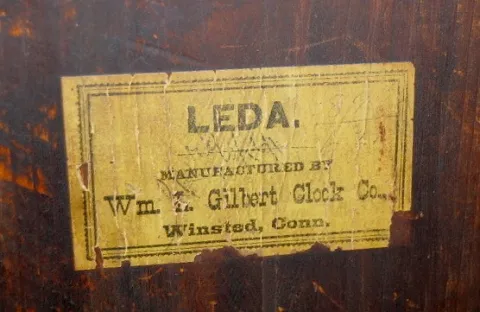 LEDA.
MANUFACTURED BY
Wm. L. Gilbert Clock Co.,
Winsted, Conn.